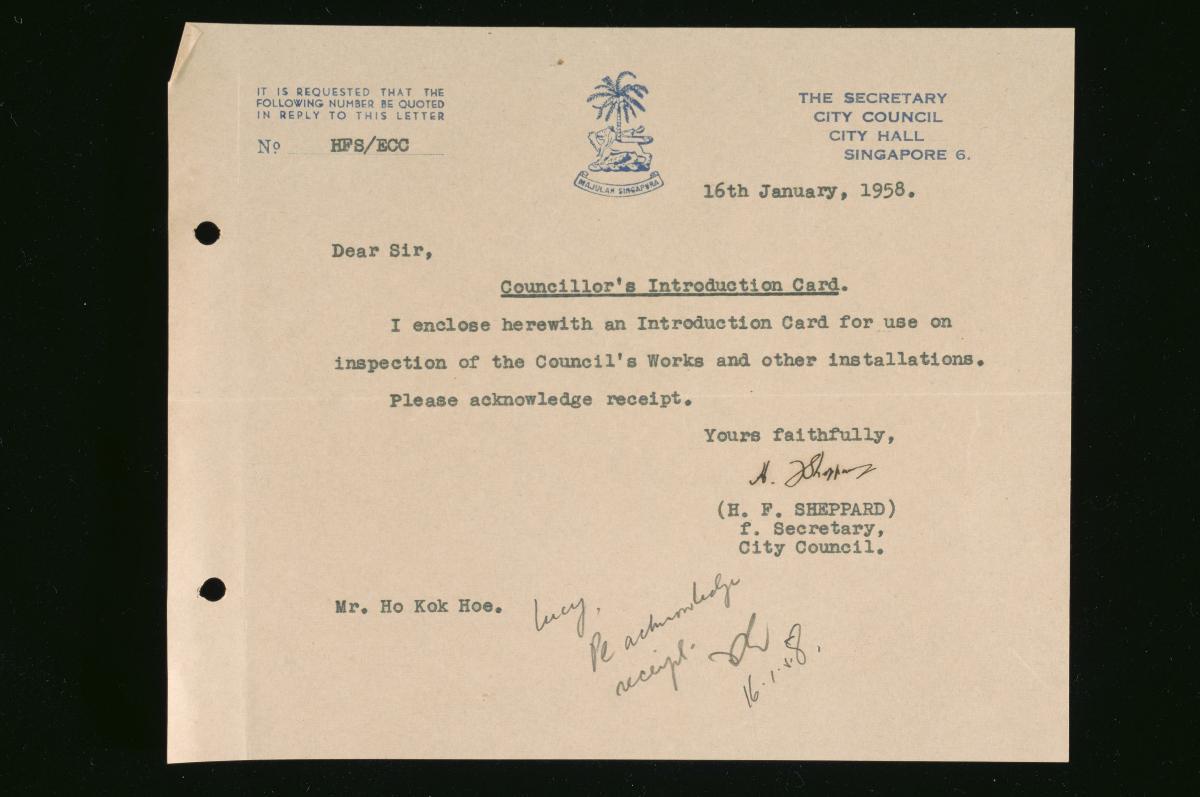 IT IS REQUESTED THAT THE
FOLLOWING NUMBER BE QUOTED
IN REPLY TO THIS LETTER
No HFS/ECC
MAJULAH SINGAPURA
THE SECRETARY
CITY COUNCIL
CITY HALL
SINGAPORE 6.
16th January, 1958.
Dear Sir,
Councillor's Introduction Card.
I enclose herewith an Introduction Card for use on
inspection of the Council's Works and other installations.
Please acknowledge receipt.
Yours faithfully,
H. F Sheppard
(H. F. SHEPPARD)
f. Secretary,
City Council.
Mr. Ho Kok Hoe.
Lucy,
Pl acknowledge
receipt.
16.1.58.